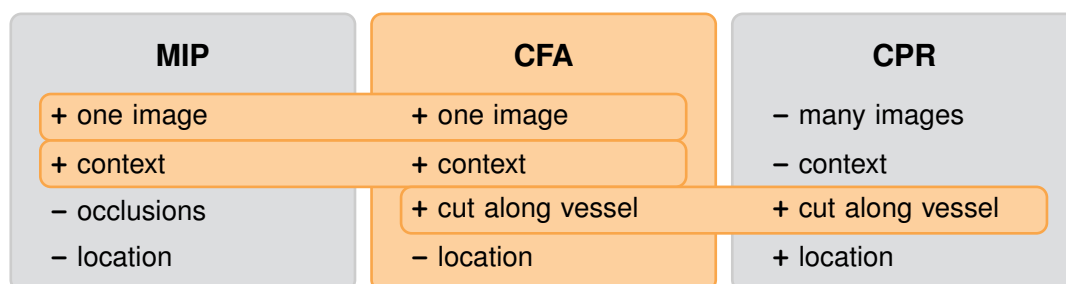 MIP
+ one image
+ context
– occlusions
– location
CFA
+ one image
+ context
+ cut along vessel
– location
CPR
– many images
– context
+ cut along vessel
+ location